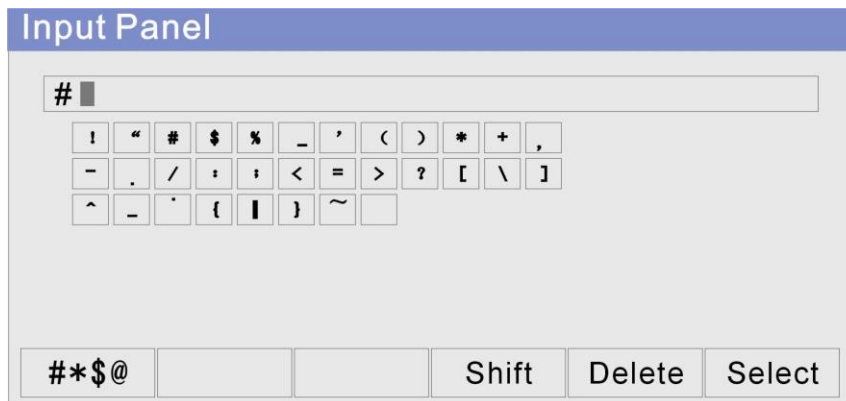 Input Panel
#
! “ # $ % _ ’ ( ) * + ,
- . / : ; < = > ? [ \ ]
^ _ ˙ { | } ~
#*$@ Shift Delete Select